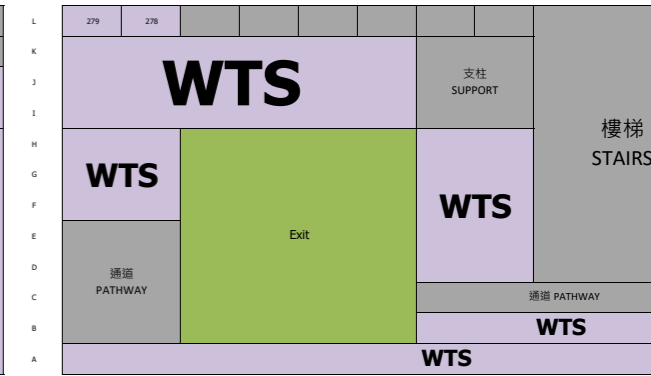 L
279 278
K
WTS
支柱
SUPPORT
J
I
樓梯
STAIRS
H
WTS
G
WTS
F
Exit
E
通道
PATHWAY
D
C
通道 PATHWAY
B
WTS
A
WTS